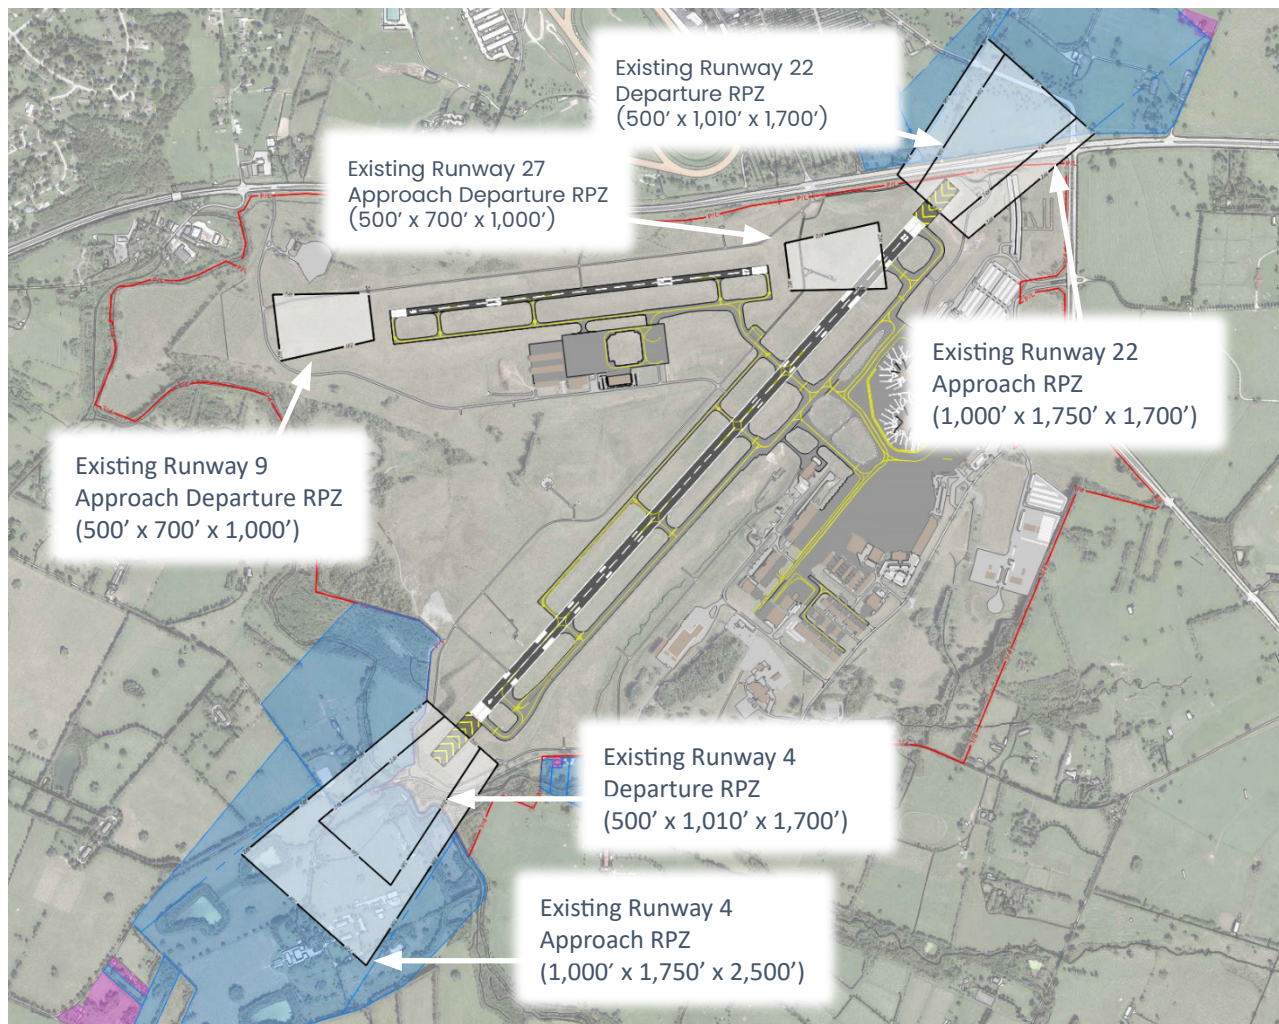 Existing Runway 22
Departure RPZ
(500’ x 1,010’ x 1,700’)
Existing Runway 27
Approach Departure RPZ
(500’ x 700’ x 1,000’)
Existing Runway 22
Approach RPZ
(1,000’ x 1,750’ x 1,700’)
Existing Runway 9
Approach Departure RPZ
(500’ x 700’ x 1,000’)
Existing Runway 4
Departure RPZ
(500’ x 1,010’ x 1,700’)
Existing Runway 4
Approach RPZ
(1,000’ x 1,750’ x 2,500’)